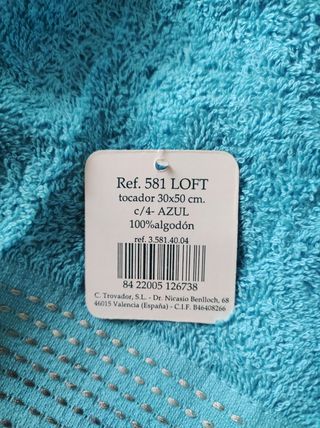 Ref. 581 LOFT
tocador 30x50 cm.
c/4- AZUL
100%algodón
ref. 3.581.40.04
84 22005 126738
C. Trovador, S.L. - Dr. Nicasio Benlloch, 68
46015 Valencia (España) - C.I.F. B46408266